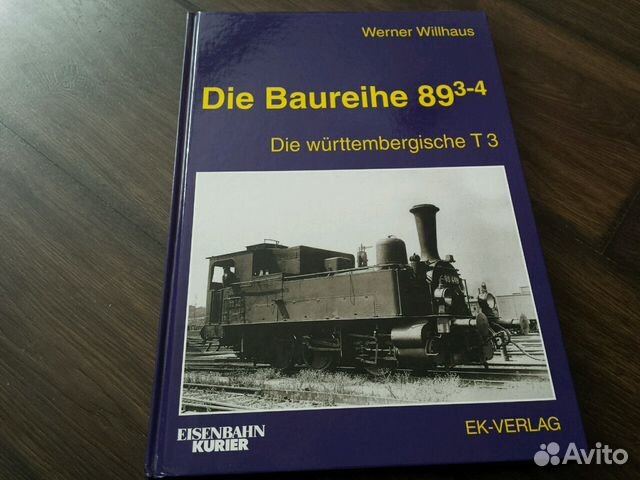 Werner Willhaus
Die Baureihe 89³⁻⁴
Die württembergische T 3
EISENBAHN
KURIER
EK-VERLAG
Avito